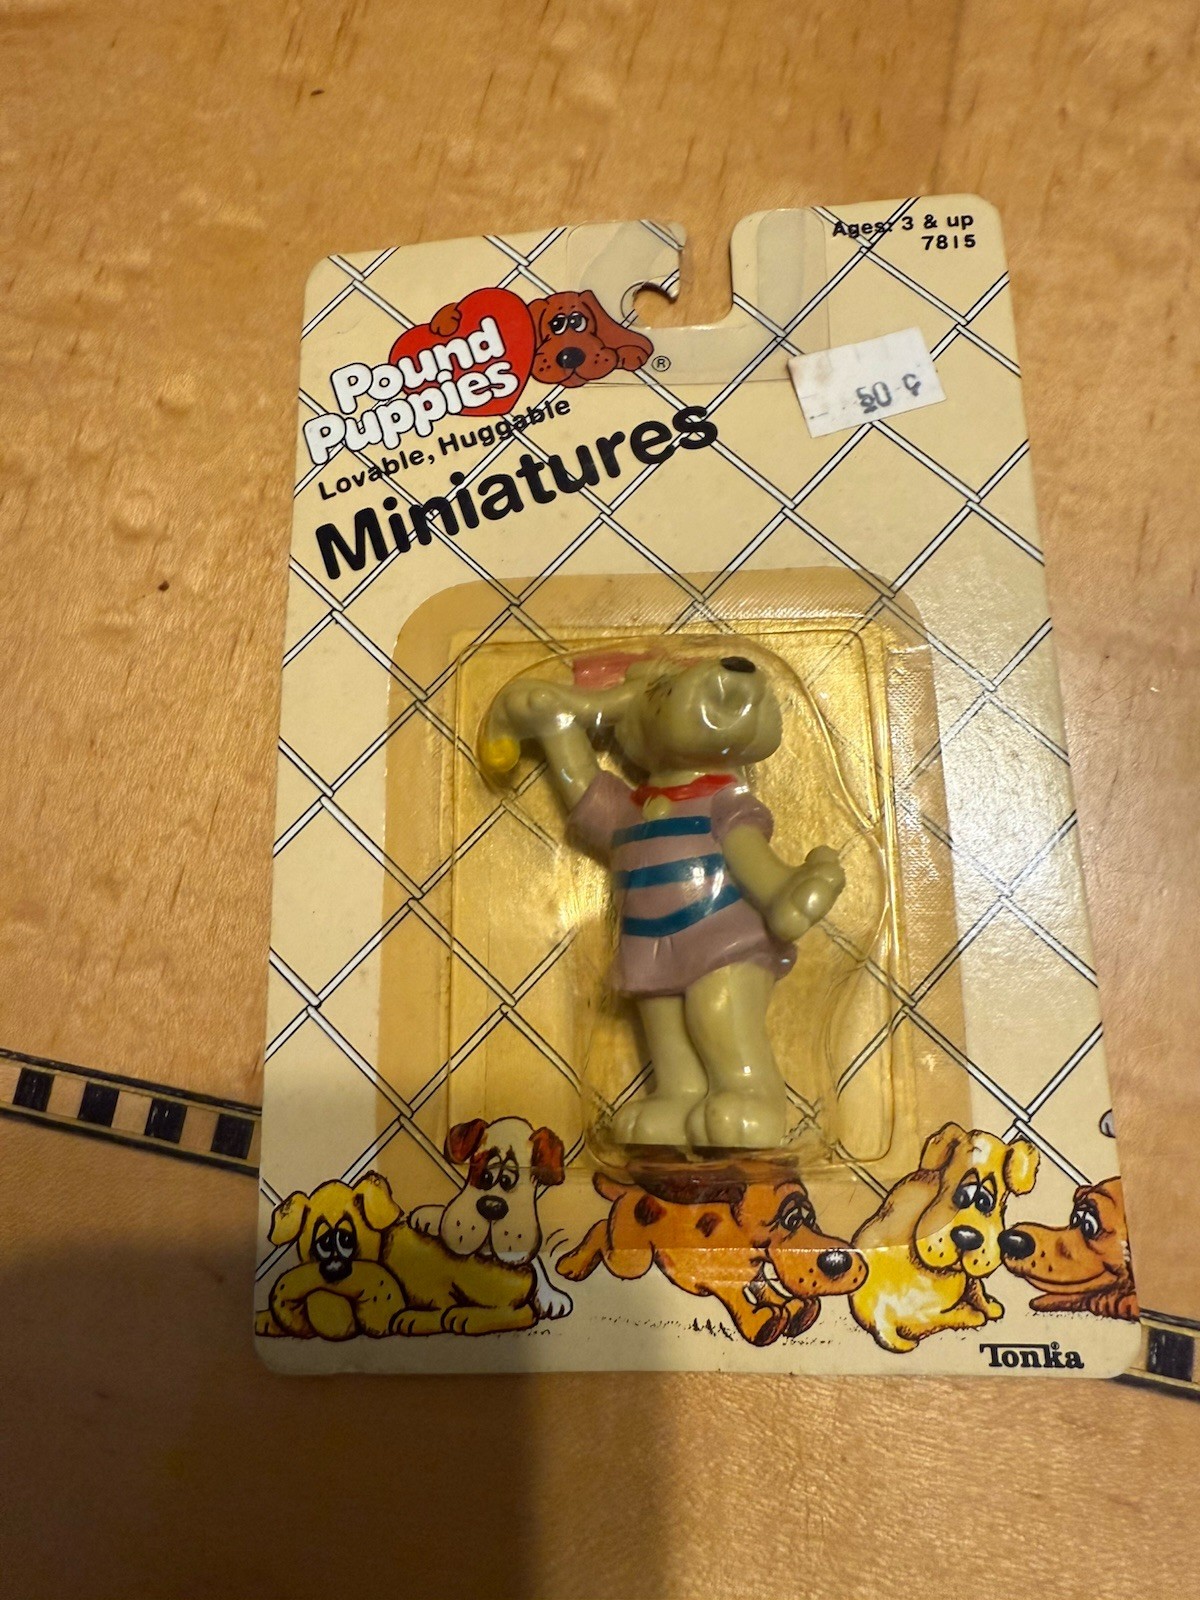 Ages: 3 & up
7815
Pound
Puppies
®
Lovable, Huggable
Miniatures
50 ¢
Tonka